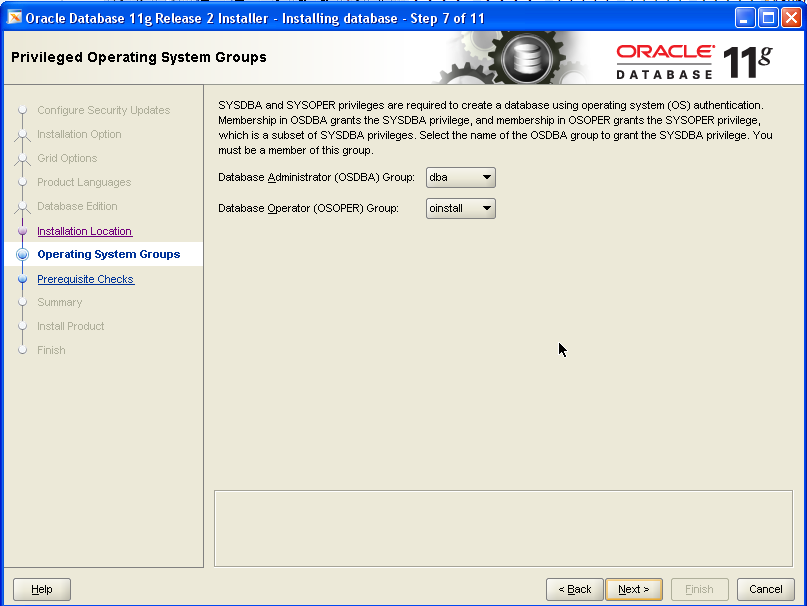 Oracle Database 11g Release 2 Installer - Installing database - Step 7 of 11
Privileged Operating System Groups
ORACLE
DATABASE 11g
Configure Security Updates
Installation Option
Grid Options
Product Languages
Database Edition
Installation Location
Operating System Groups
Prerequisite Checks
Summary
Install Product
Finish
SYSDBA and SYSOPER privileges are required to create a database using operating system (OS) authentication.
Membership in OSDBA grants the SYSDBA privilege, and membership in OSOPER grants the SYSOPER privilege,
which is a subset of SYSDBA privileges. Select the name of the OSDBA group to grant the SYSDBA privilege. You
must be a member of this group.
Database Administrator (OSDBA) Group: dba
Database Operator (OSOPER) Group: oinstall
Help < Back Next > Finish Cancel